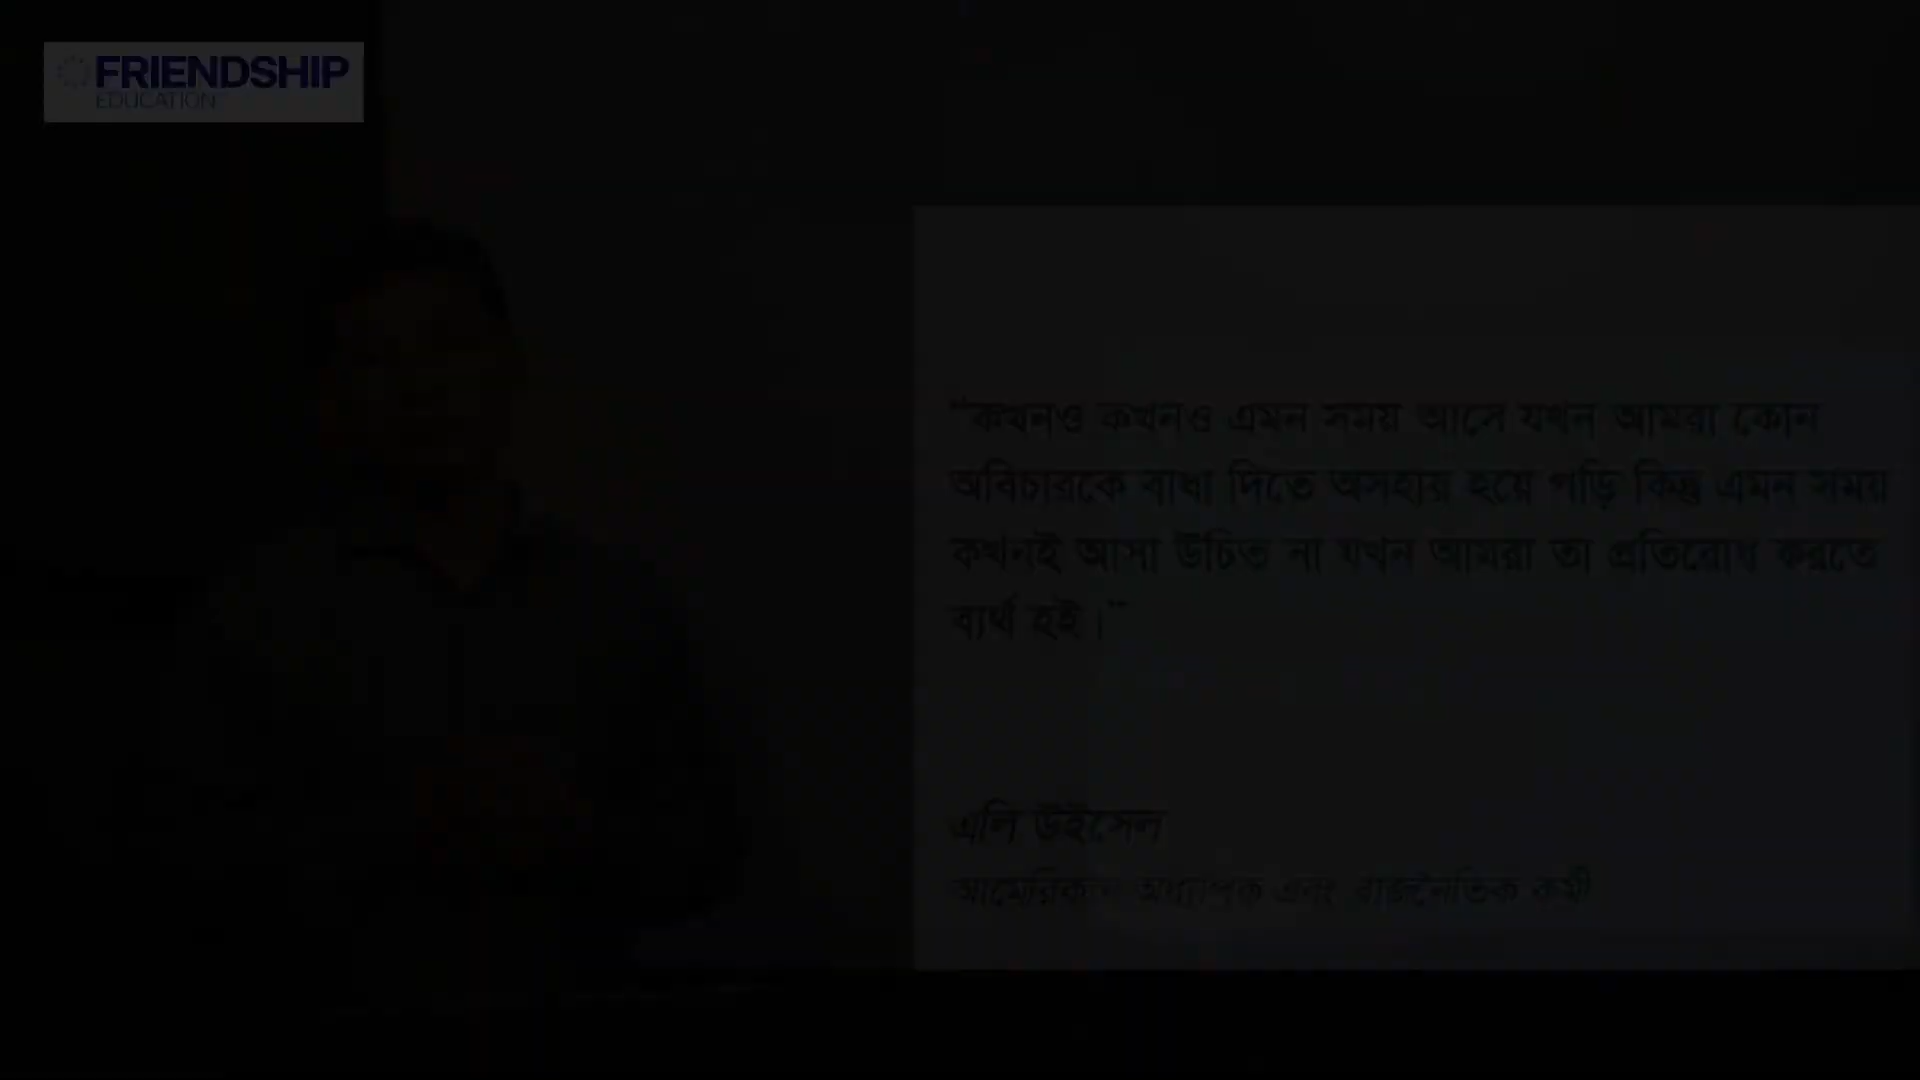 FRIENDSHIP
EDUCATION
"কখনও কখনও এমন সময় আসে যখন আমরা কোন
অবিচারকে বাধা দিতে অসহায় হয়ে পড়ি কিন্তু এমন সময়
কখনই আসা উচিত না যখন আমরা তা প্রতিরোধ করতে
ব্যর্থ হই।"
এলি উইসেল
আমেরিকান অধ্যাপক এবং রাজনৈতিক কর্মী